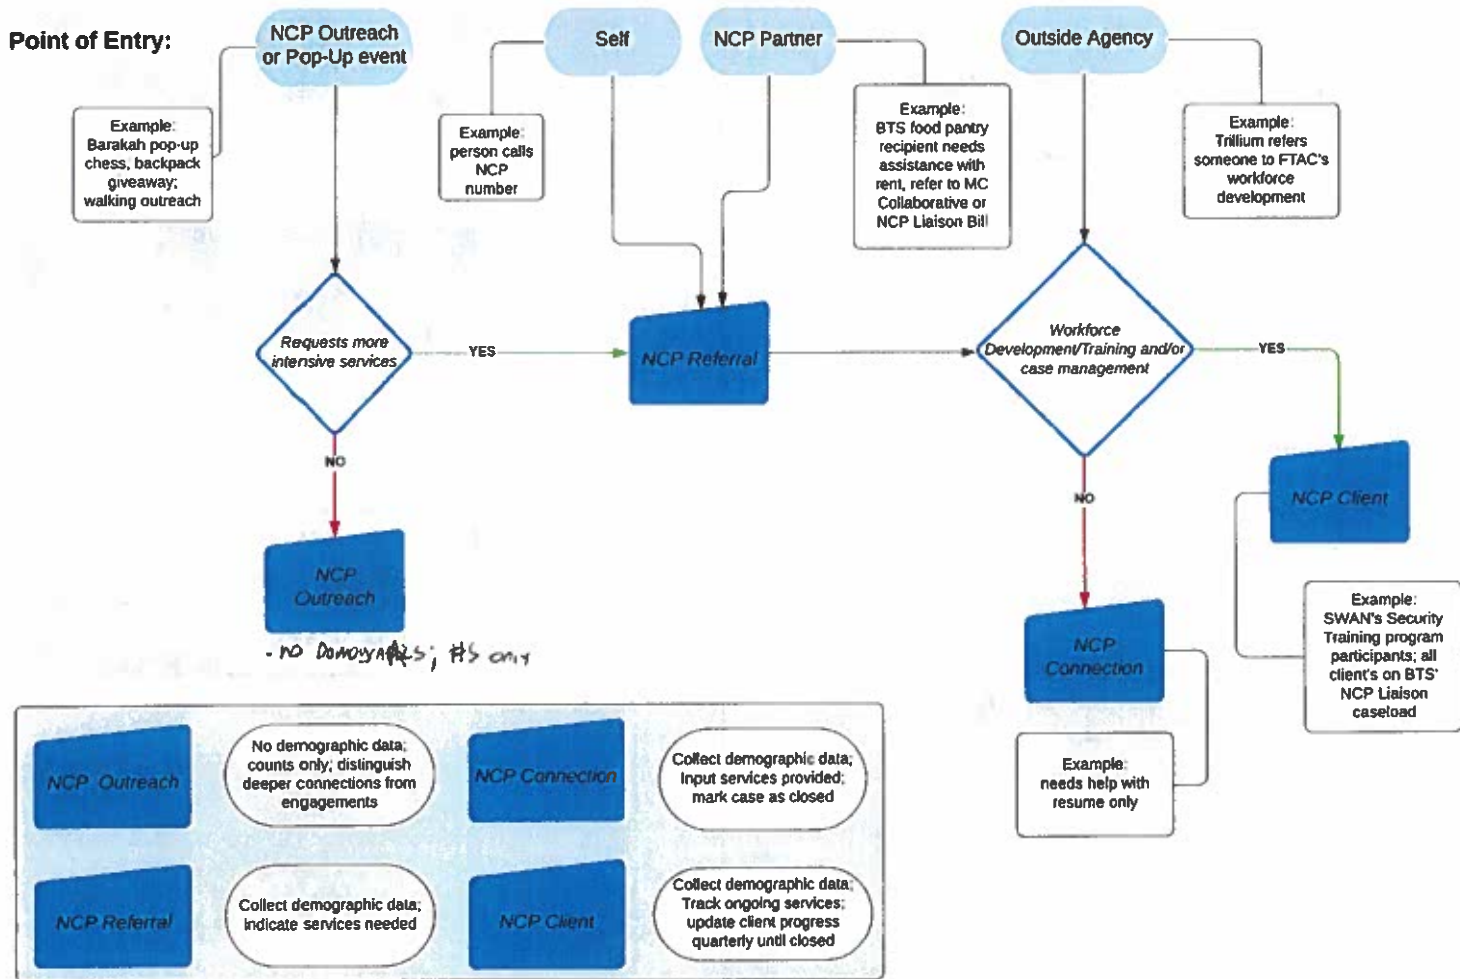 Point of Entry:
NCP Outreach
or Pop-Up event
Self
NCP Partner
Outside Agency
Example:
Barakah pop-up
chess, backpack
giveaway;
walking outreach
Example:
person calls
NCP
number
Example:
BTS food pantry
recipient needs
assistance with
rent, refer to MC
Collaborative or
NCP Liaison Bill
Example:
Trillium refers
someone to FTAC's
workforce
development
Requests more
intensive services
YES
NCP Referral
Workforce
Development/Training and/or
case management
YES
NO
NCP
Outreach
- no Demographics; #s only
NO
NCP Client
NCP
Connection
Example:
SWAN's Security
Training program
participants; all
client's on BTS'
NCP Liaison
caseload
Example:
needs help with
resume only
NCP Outreach
No demographic data;
counts only; distinguish
deeper connections from
engagements
NCP Connection
Collect demographic data;
Input services provided;
mark case as closed
NCP Referral
Collect demographic data;
indicate services needed
NCP Client
Collect demographic data;
Track ongoing services;
update client progress
quarterly until closed